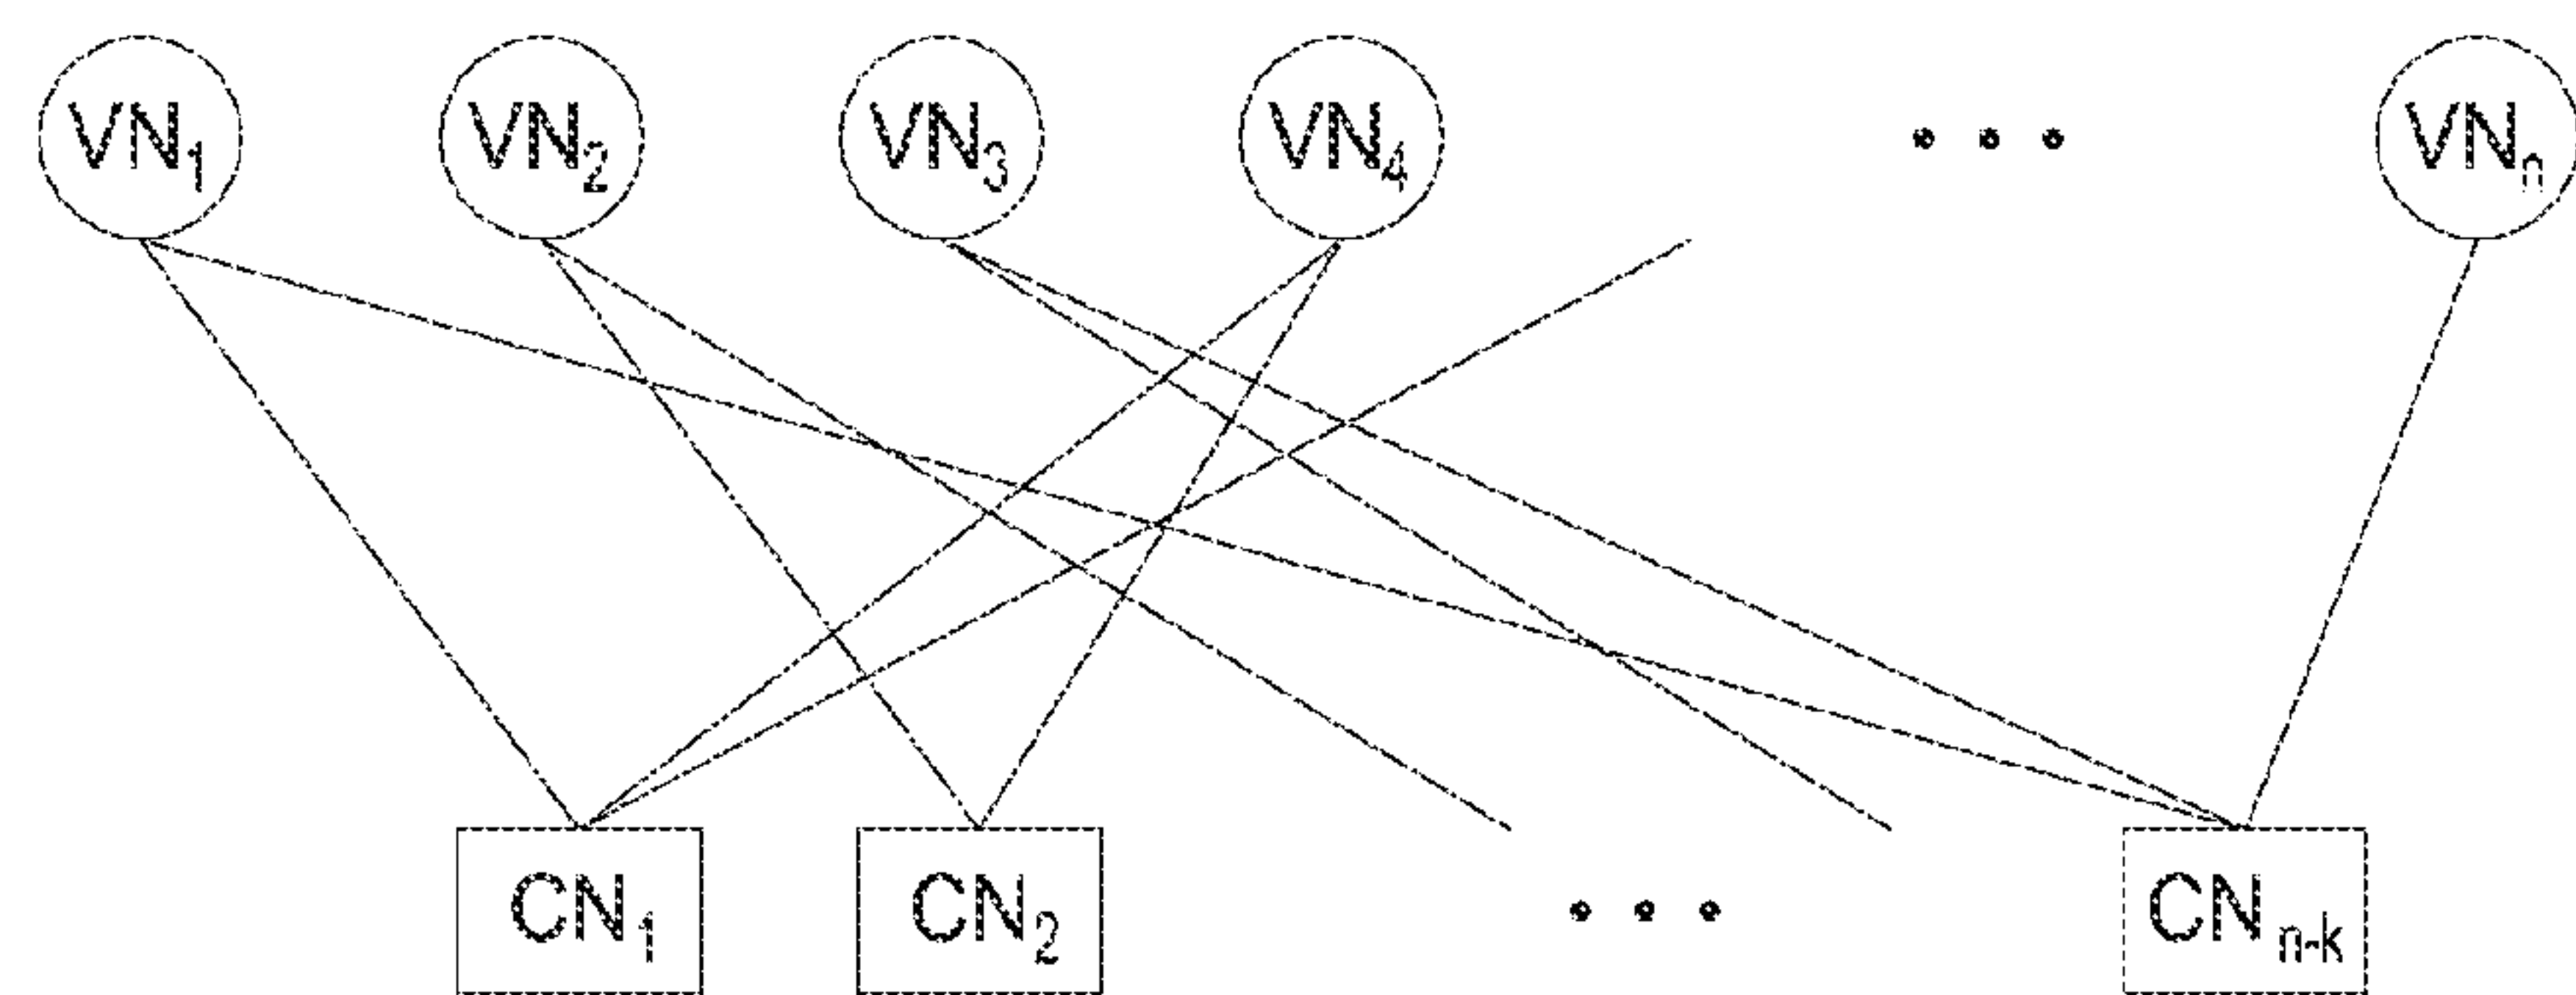 VN₁ VN₂ VN₃ VN₄ • • • VNₙ
CN₁ CN₂ • • • CNₙ₋ₖ